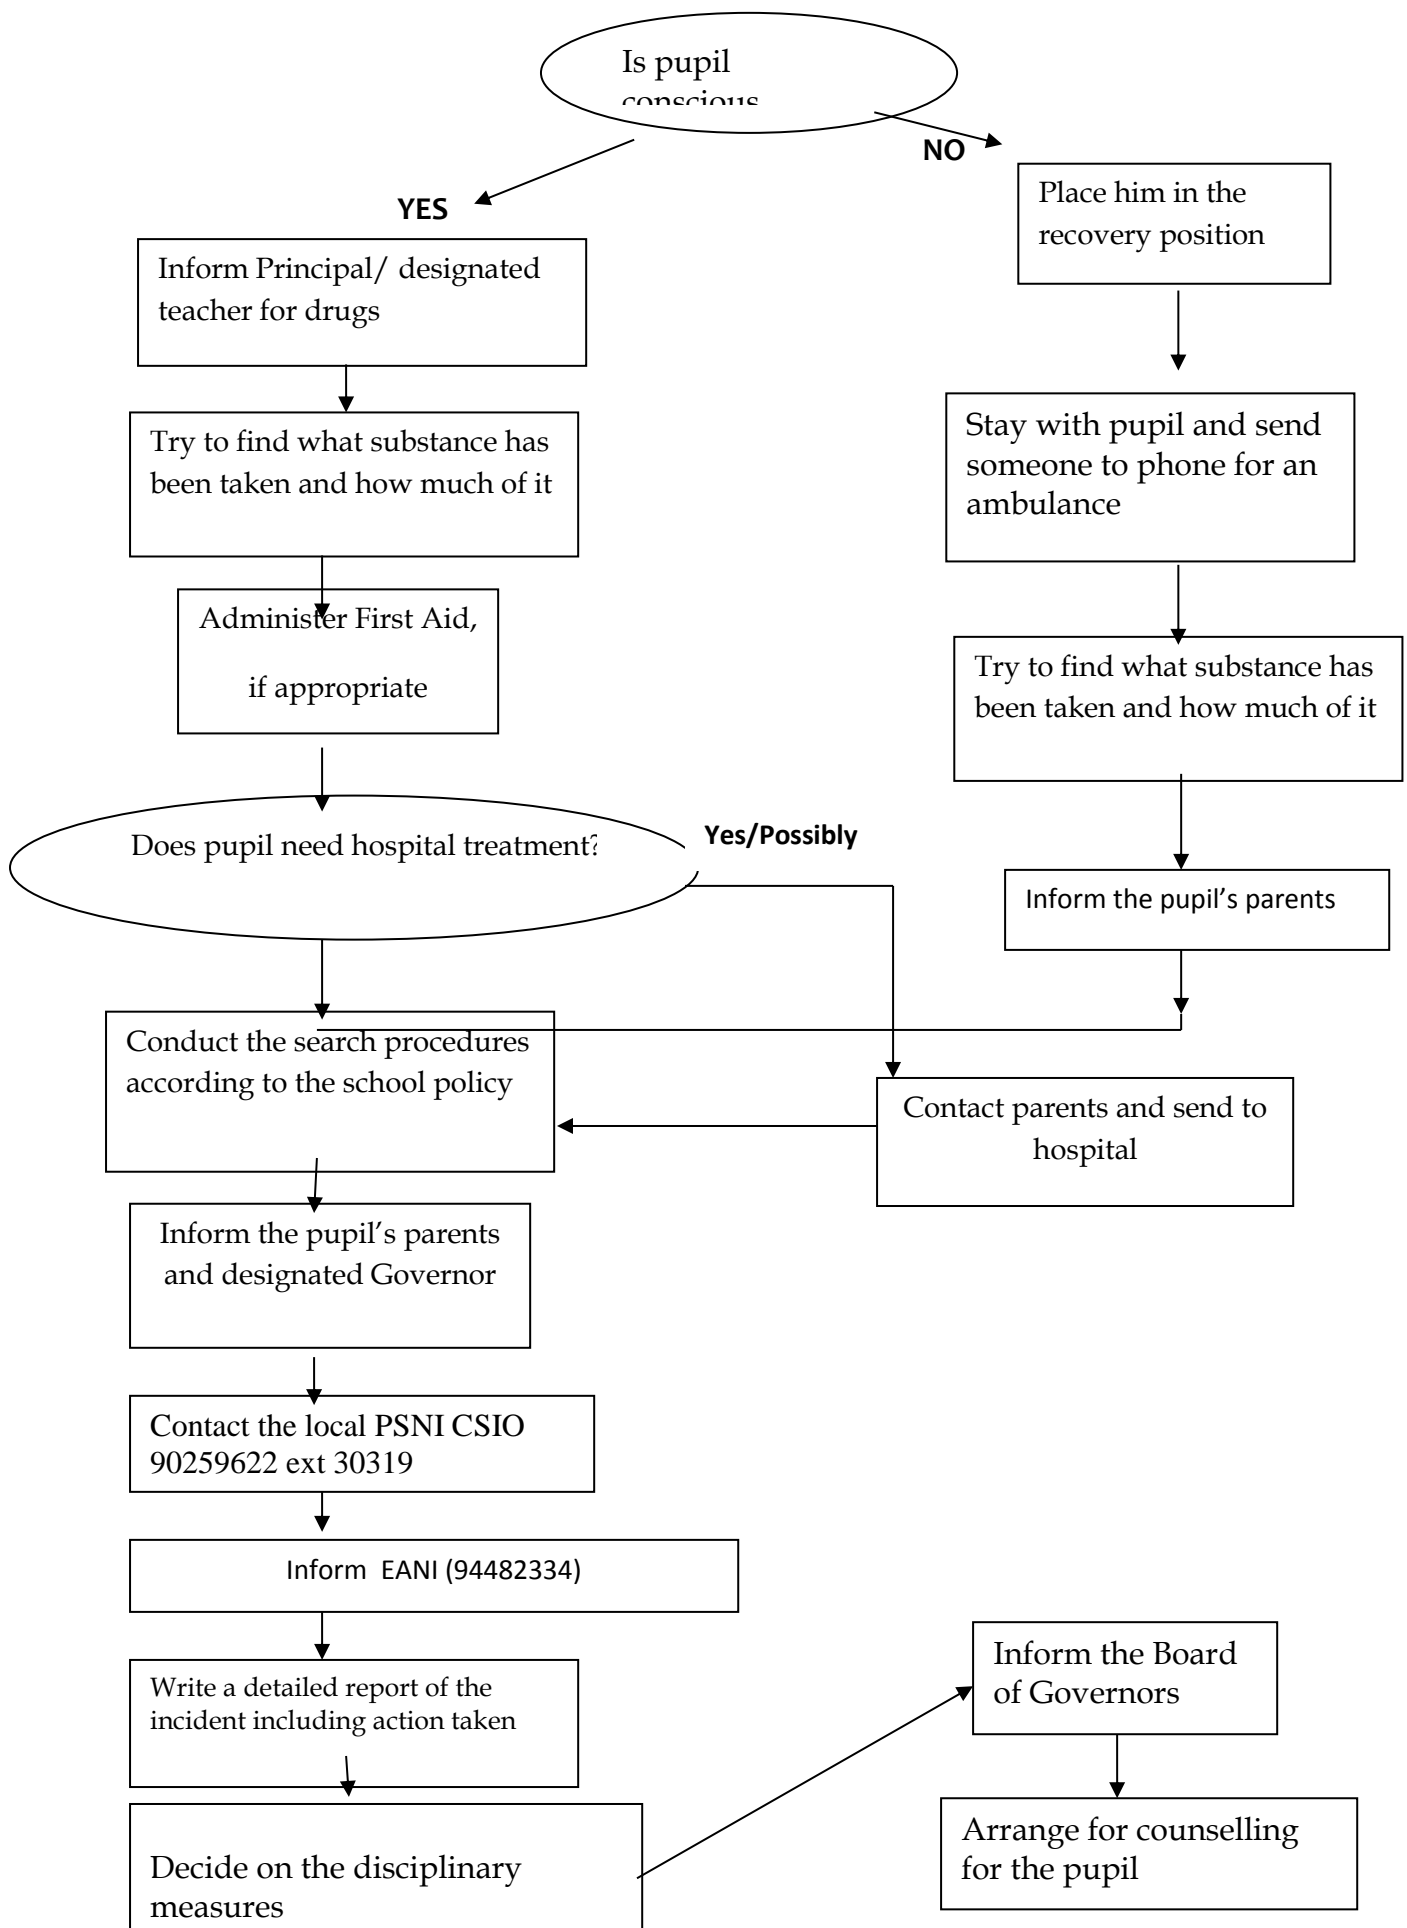 Is pupil
conscious
NO
YES
Place him in the
recovery position
Inform Principal/ designated
teacher for drugs
Stay with pupil and send
someone to phone for an
ambulance
Try to find what substance has
been taken and how much of it
Administer First Aid,
if appropriate
Try to find what substance has
been taken and how much of it
Does pupil need hospital treatment?
Yes/Possibly
Inform the pupil's parents
Conduct the search procedures
according to the school policy
Contact parents and send to
hospital
Inform the pupil's parents
and designated Governor
Contact the local PSNI CSIO
90259622 ext 30319
Inform EANI (94482334)
Write a detailed report of the
incident including action taken
Decide on the disciplinary
measures
Inform the Board
of Governors
Arrange for counselling
for the pupil